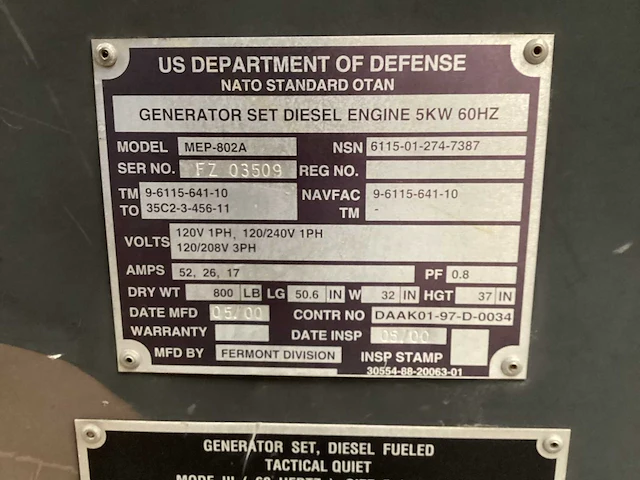 US DEPARTMENT OF DEFENSE
NATO STANDARD OTAN
GENERATOR SET DIESEL ENGINE 5KW 60HZ
MODEL MEP-802A NSN 6115-01-274-7387
SER NO. FZ 03509 REG NO.
TM 9-6115-641-10 NAVFAC 9-6115-641-10
TO 35C2-3-456-11 TM -
VOLTS 120V 1PH, 120/240V 1PH
120/208V 3PH
AMPS 52, 26, 17 PF 0.8
DRY WT 800 LB LG 50.6 IN W 32 IN HGT 37 IN
DATE MFD 05/00 CONTR NO DAAK01-97-D-0034
WARRANTY DATE INSP 05/00
MFD BY FERMONT DIVISION INSP STAMP
30554-88-20063-01
GENERATOR SET, DIESEL FUELED
TACTICAL QUIET